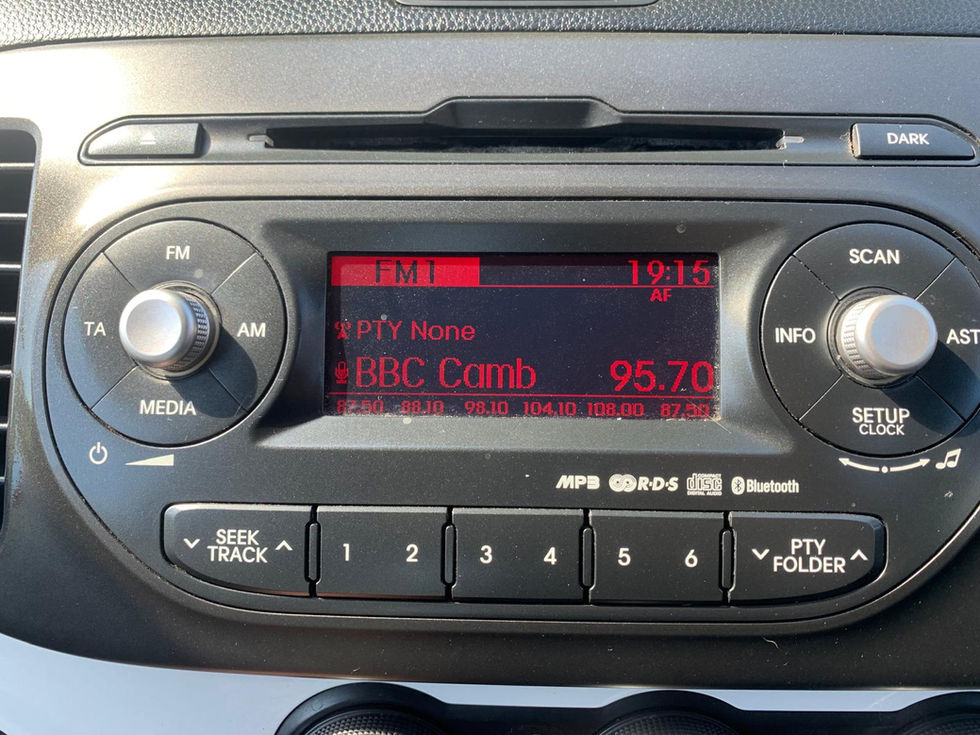 DARK
FM
TA
AM
MEDIA
FM1
19:15
AF
PTY None
BBC Camb 95.70
87.50 88.10 98.10 104.10 108.00 87.50
SCAN
INFO
AST
SETUP
CLOCK
MP3 R·D·S COMPACT disc DIGITAL AUDIO Bluetooth
SEEK
TRACK
1 2 3 4 5 6
PTY
FOLDER